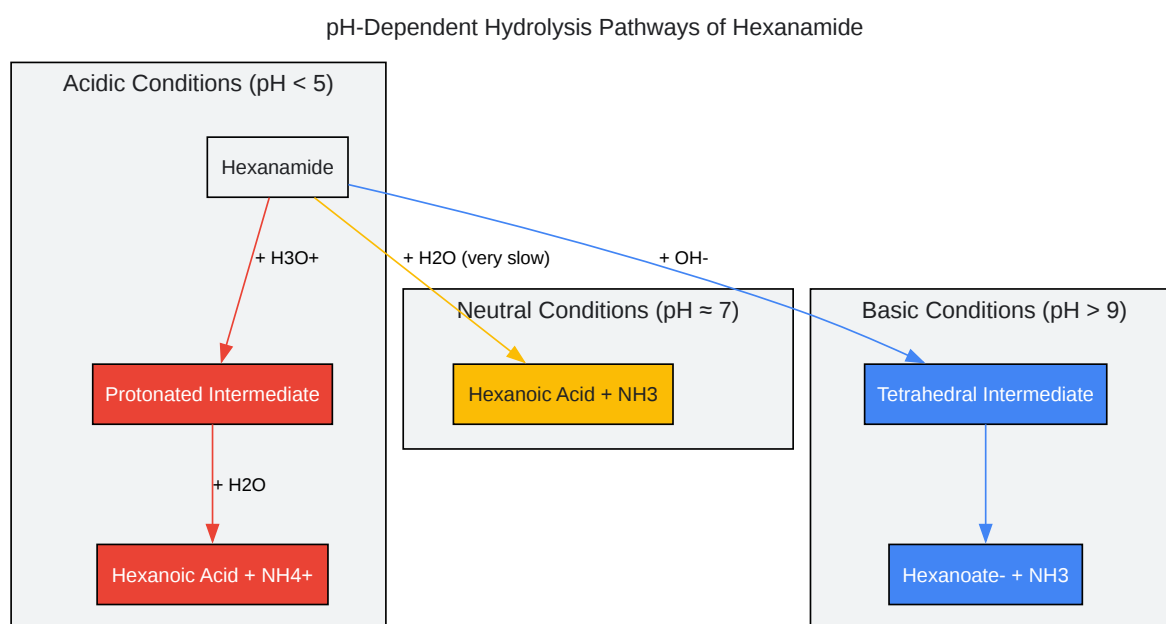 pH-Dependent Hydrolysis Pathways of Hexanamide
Acidic Conditions (pH < 5)
Hexanamide
+ H3O+
+ H2O (very slow)
+ OH-
Neutral Conditions (pH ≈ 7)
Basic Conditions (pH > 9)
Protonated Intermediate
Hexanoic Acid + NH3
Tetrahedral Intermediate
+ H2O
Hexanoic Acid + NH4+
Hexanoate- + NH3